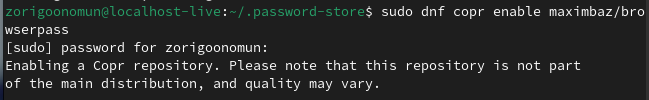 zorigoonomun@localhost-live:~/.password-store$ sudo dnf copr enable maximbaz/bro
wserpass
[sudo] password for zorigoonomun:
Enabling a Copr repository. Please note that this repository is not part
of the main distribution, and quality may vary.